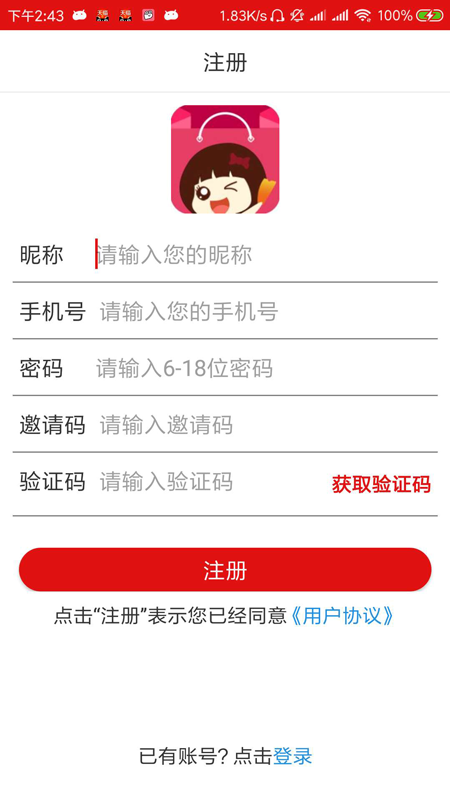 下午2:43 1.83K/s 100%
注册
昵称 请输入您的昵称
手机号 请输入您的手机号
密码 请输入6-18位密码
邀请码 请输入邀请码
验证码 请输入验证码 获取验证码
注册
点击“注册”表示您已经同意《用户协议》
已有账号? 点击登录